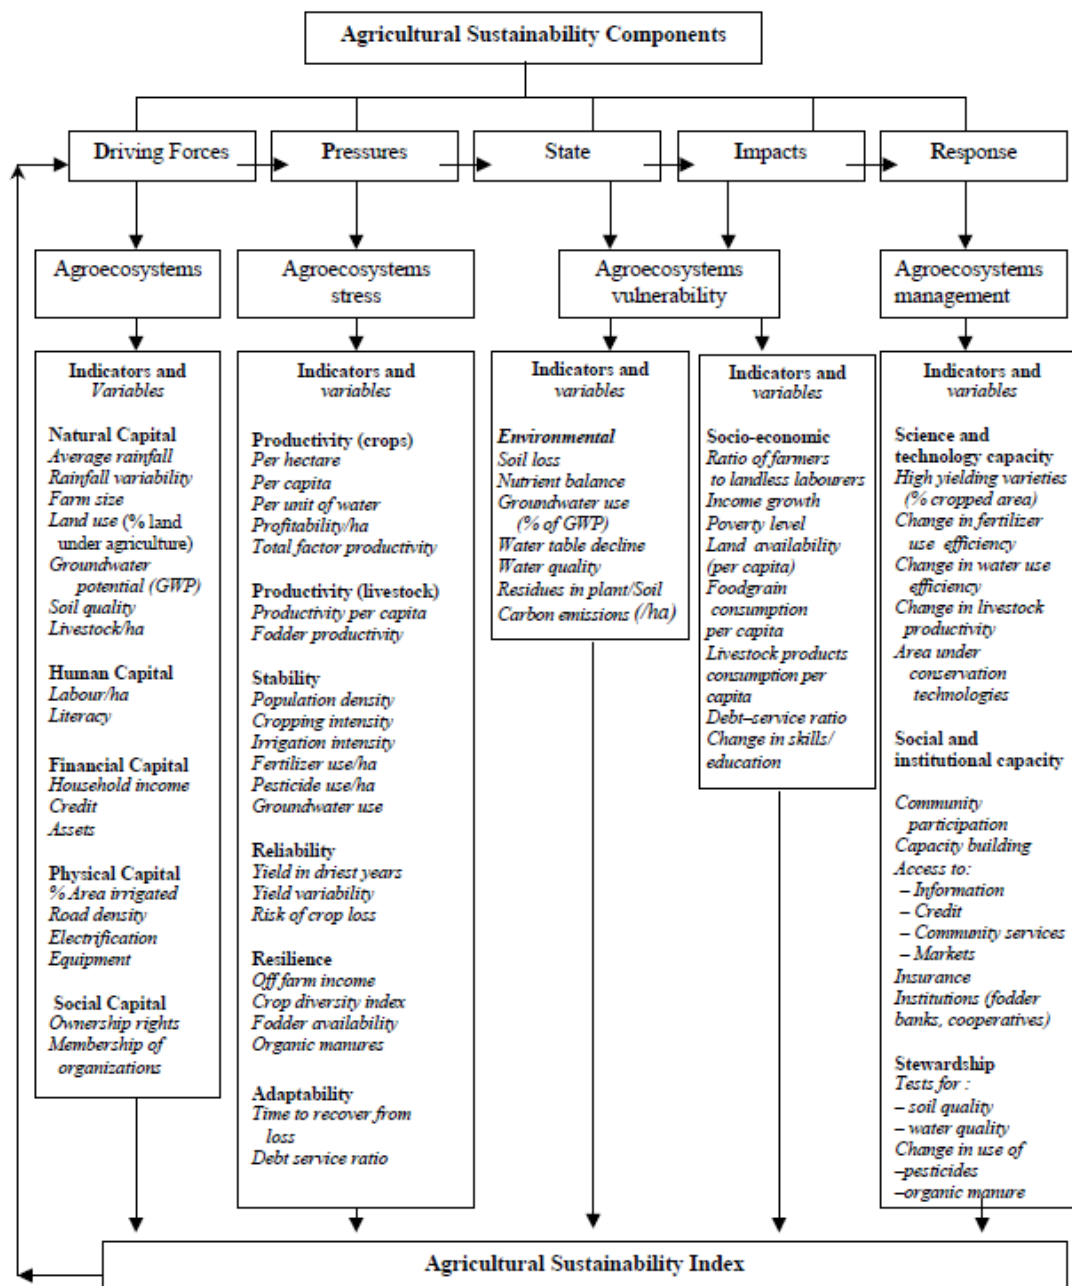 Agricultural Sustainability Components
Driving Forces
Pressures
State
Impacts
Response
Agroecosystems
Agroecosystems
stress
Agroecosystems
vulnerability
Agroecosystems
management
Indicators and
Variables
Natural Capital
Average rainfall
Rainfall variability
Farm size
Land use (% land
under agriculture)
Groundwater
potential (GWP)
Soil quality
Livestock/ha
Human Capital
Labour/ha
Literacy
Financial Capital
Household income
Credit
Assets
Physical Capital
% Area irrigated
Road density
Electrification
Equipment
Social Capital
Ownership rights
Membership of
organizations
Indicators and
variables
Productivity (crops)
Per hectare
Per capita
Per unit of water
Profitability/ha
Total factor productivity
Productivity (livestock)
Productivity per capita
Fodder productivity
Stability
Population density
Cropping intensity
Irrigation intensity
Fertilizer use/ha
Pesticide use/ha
Groundwater use
Reliability
Yield in driest years
Yield variability
Risk of crop loss
Resilience
Off farm income
Crop diversity index
Fodder availability
Organic manures
Adaptability
Time to recover from
loss
Debt service ratio
Indicators and
variables
Environmental
Soil loss
Nutrient balance
Groundwater use
(% of GWP)
Water table decline
Water quality
Residues in plant/Soil
Carbon emissions (/ha)
Indicators and
variables
Socio-economic
Ratio of farmers
to landless labourers
Income growth
Poverty level
Land availability
(per capita)
Foodgrain
consumption
per capita
Livestock products
consumption per
capita
Debt–service ratio
Change in skills/
education
Indicators and
variables
Science and
technology capacity
High yielding varieties
(% cropped area)
Change in fertilizer
use efficiency
Change in water use
efficiency
Change in livestock
productivity
Area under
conservation
technologies
Social and
institutional capacity
Community
participation
Capacity building
Access to:
– Information
– Credit
– Community services
– Markets
Insurance
Institutions (fodder
banks, cooperatives)
Stewardship
Tests for :
– soil quality
– water quality
Change in use of
–pesticides
–organic manure
Agricultural Sustainability Index